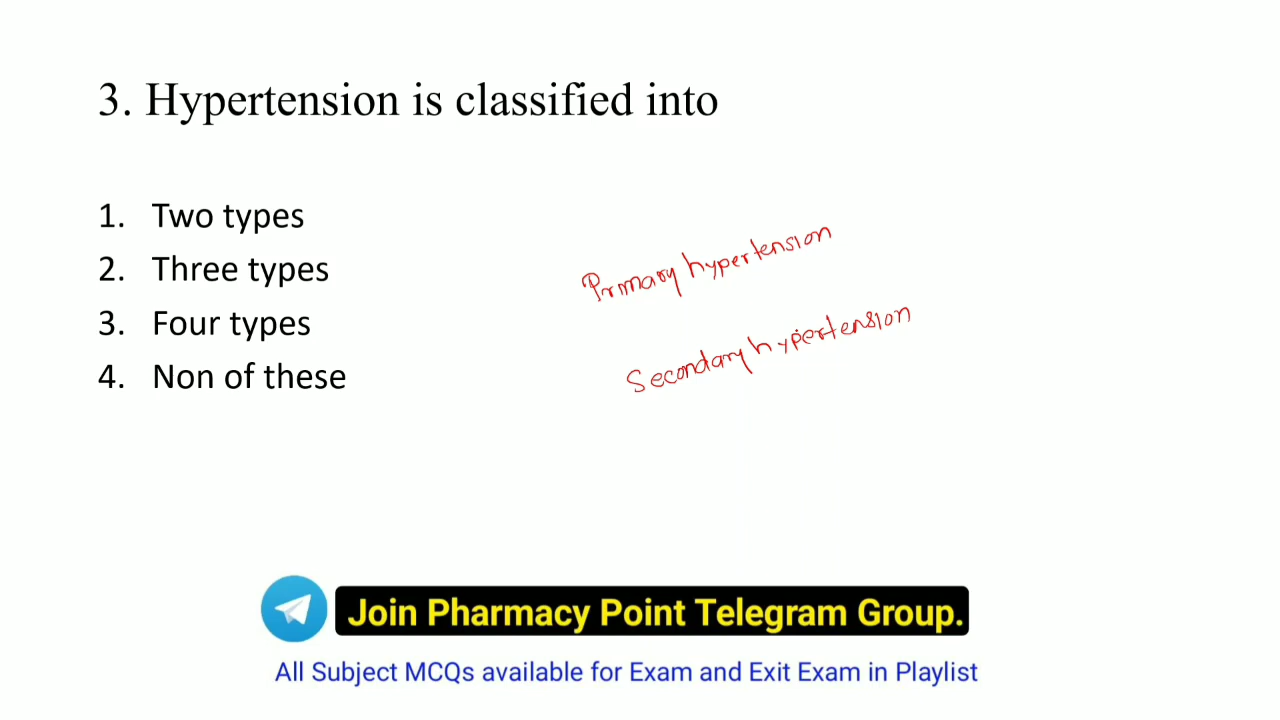 3. Hypertension is classified into
1. Two types
2. Three types
3. Four types
4. Non of these
Primary hypertension
Secondary hypertension
Join Pharmacy Point Telegram Group.
All Subject MCQs available for Exam and Exit Exam in Playlist